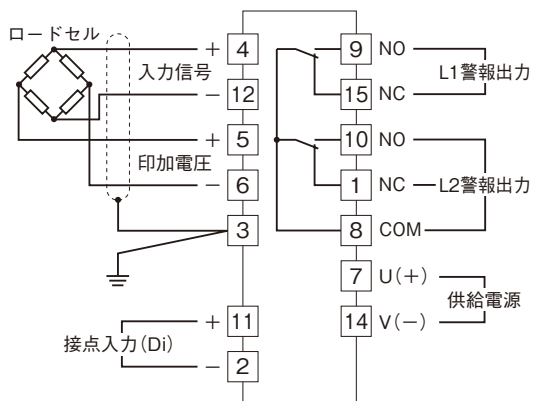 ロードセル
+ 4
入力信号
− 12
+ 5
印加電圧
− 6
3
+ 11
接点入力(Di)
− 2
9 NO
L1警報出力
15 NC
10 NO
1 NC L2警報出力
8 COM
7 U(+)
供給電源
14 V(−)